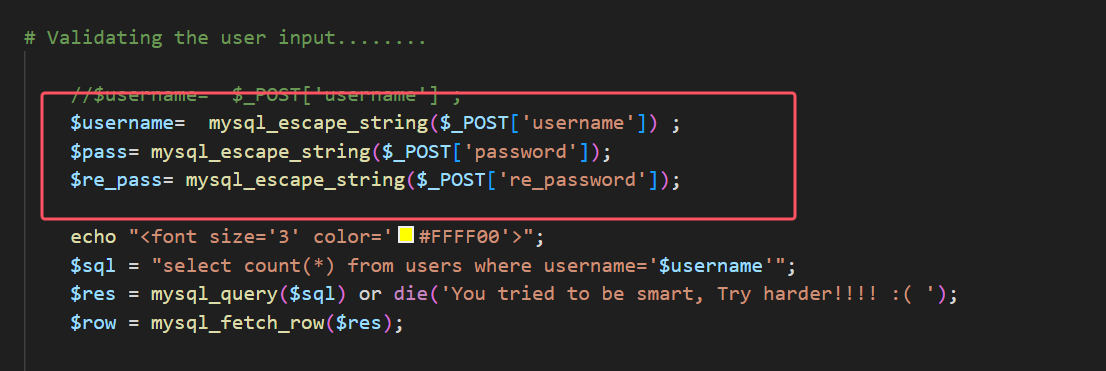 # Validating the user input........
//$username=  $_POST['username'] ;
$username=  mysql_escape_string($_POST['username']) ;
$pass= mysql_escape_string($_POST['password']);
$re_pass= mysql_escape_string($_POST['re_password']);
echo "<font size='3' color='#FFFF00'>";
$sql = "select count(*) from users where username='$username'";
$res = mysql_query($sql) or die('You tried to be smart, Try harder!!!! :( ');
$row = mysql_fetch_row($res);